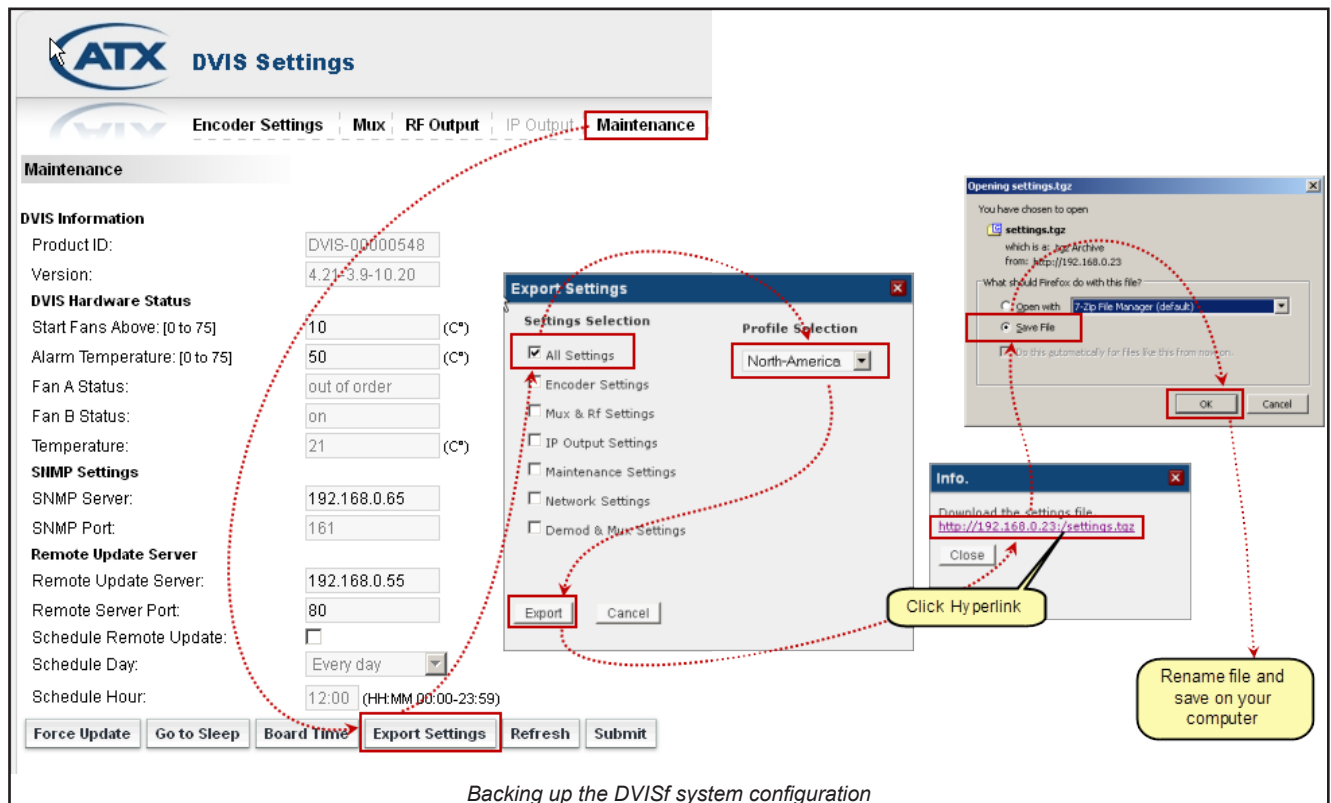 ATX
DVIS Settings
Encoder Settings Mux RF Output IP Output Maintenance
Maintenance
DVIS Information
Product ID: DVIS-00000548
Version: 4.21-3.9-10.20
DVIS Hardware Status
Start Fans Above: [0 to 75] 10 (C°)
Alarm Temperature: [0 to 75] 50 (C°)
Fan A Status: out of order
Fan B Status: on
Temperature: 21 (C°)
SNMP Settings
SNMP Server: 192.168.0.65
SNMP Port: 161
Remote Update Server
Remote Update Server: 192.168.0.55
Remote Server Port: 80
Schedule Remote Update:
Schedule Day: Every day
Schedule Hour: 12:00 (HH:MM 00:00-23:59)
Force Update Go to Sleep Board Time Export Settings Refresh Submit
Export Settings
Settings Selection
All Settings
Encoder Settings
Mux & Rf Settings
IP Output Settings
Maintenance Settings
Network Settings
Demod & Mux Settings
Profile Selection
North-America
Export Cancel
Info.
Download the settings file.
http://192.168.0.23:/settings.tgz
Close
Click Hyperlink
Opening settings.tgz
You have chosen to open
settings.tgz
which is a: .tgz Archive
from: http://192.168.0.23
What should Firefox do with this file?
Open with 7-Zip File Manager (default)
Save File
Do this automatically for files like this from now on.
OK Cancel
Rename file and
save on your
computer
Backing up the DVISf system configuration